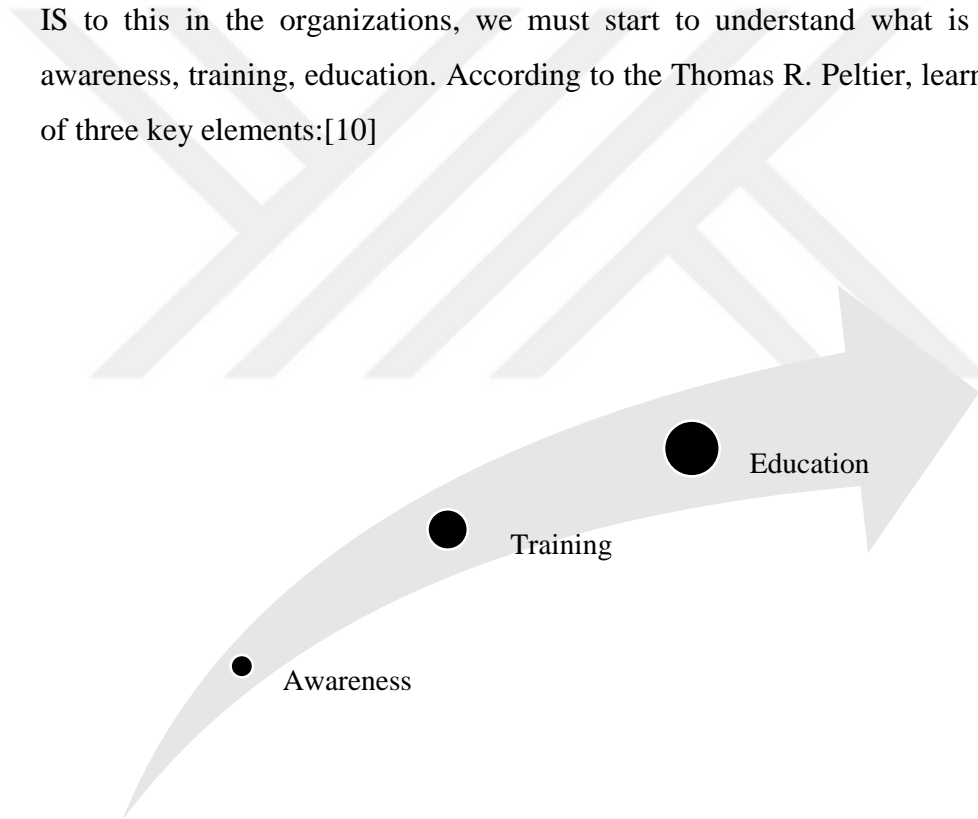 IS to this in the organizations, we must start to understand what is
awareness, training, education. According to the Thomas R. Peltier, learn
of three key elements:[10]
Education
Training
Awareness